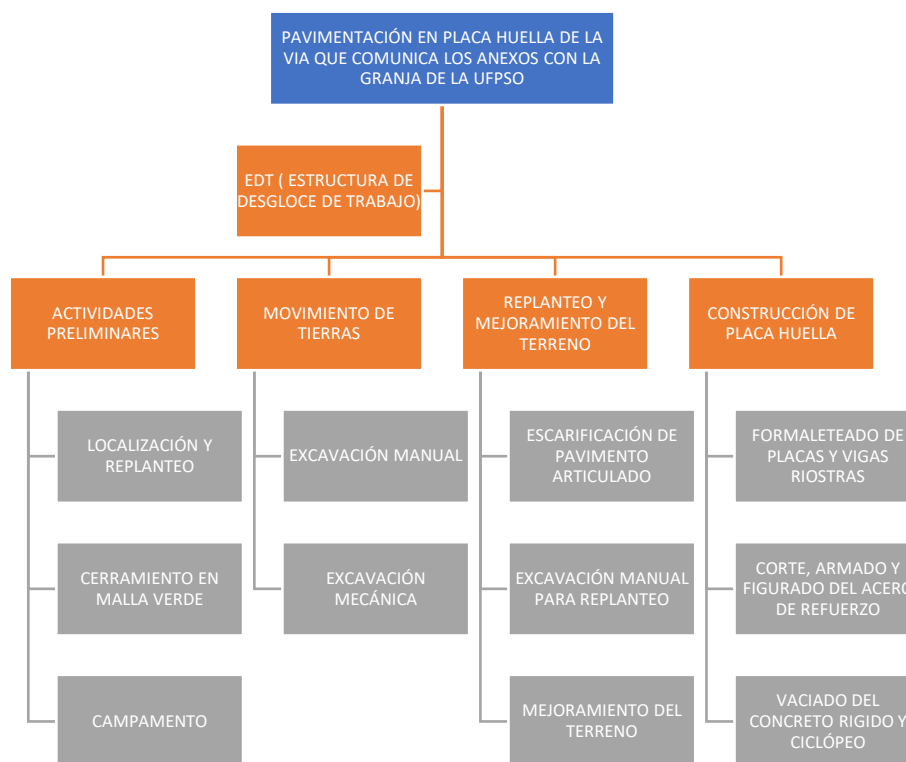 PAVIMENTACIÓN EN PLACA HUELLA DE LA
VIA QUE COMUNICA LOS ANEXOS CON LA
GRANJA DE LA UFPSO
EDT ( ESTRUCTURA DE
DESGLOCE DE TRABAJO)
ACTIVIDADES
PRELIMINARES
MOVIMIENTO DE
TIERRAS
REPLANTEO Y
MEJORAMIENTO DEL
TERRENO
CONSTRUCCIÓN DE
PLACA HUELLA
LOCALIZACIÓN Y
REPLANTEO
EXCAVACIÓN MANUAL
ESCARIFICACIÓN DE
PAVIMENTO
ARTICULADO
FORMALETEADO DE
PLACAS Y VIGAS
RIOSTRAS
CERRAMIENTO EN
MALLA VERDE
EXCAVACIÓN
MECÁNICA
EXCAVACIÓN MANUAL
PARA REPLANTEO
CORTE, ARMADO Y
FIGURADO DEL ACERO
DE REFUERZO
CAMPAMENTO
MEJORAMIENTO DEL
TERRENO
VACIADO DEL
CONCRETO RIGIDO Y
CICLÓPEO